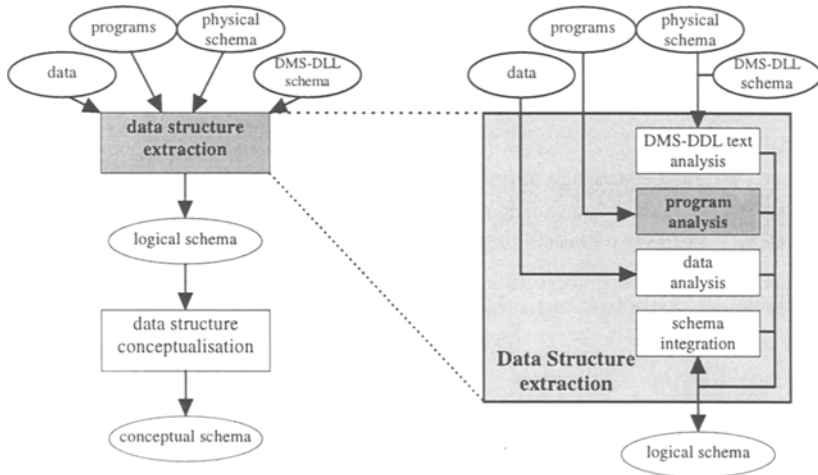 programs
physical
schema
data
DMS-DLL
schema
data structure
extraction
logical schema
data structure
conceptualisation
conceptual schema
programs
physical
schema
data
DMS-DLL
schema
DMS-DDL text
analysis
program
analysis
data
analysis
schema
integration
Data Structure
extraction
logical schema